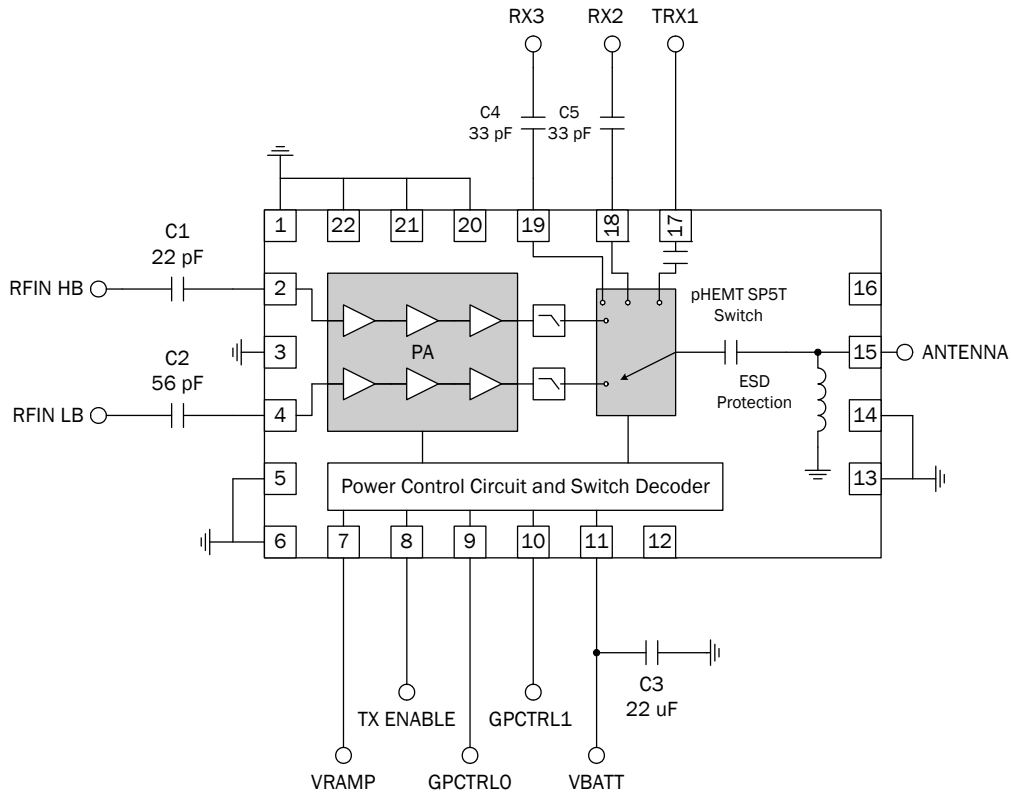 RX3
RX2
TRX1
C4
33 pF
C5
33 pF
1
22
21
20
19
18
17
C1
22 pF
RFIN HB
2
3
C2
56 pF
RFIN LB
4
5
6
PA
pHEMT SP5T
Switch
16
15
ANTENNA
ESD
Protection
14
13
Power Control Circuit and Switch Decoder
7
8
9
10
11
12
C3
22 uF
TX ENABLE
GPCTRL1
VRAMP
GPCTRL0
VBATT